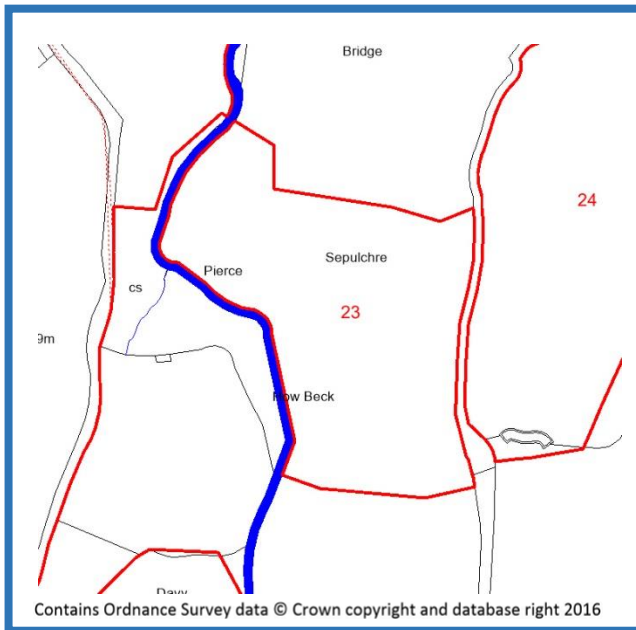 Bridge
24
Sepulchre
Pierce
cs
23
9m
Row Beck
Davy
Contains Ordnance Survey data © Crown copyright and database right 2016